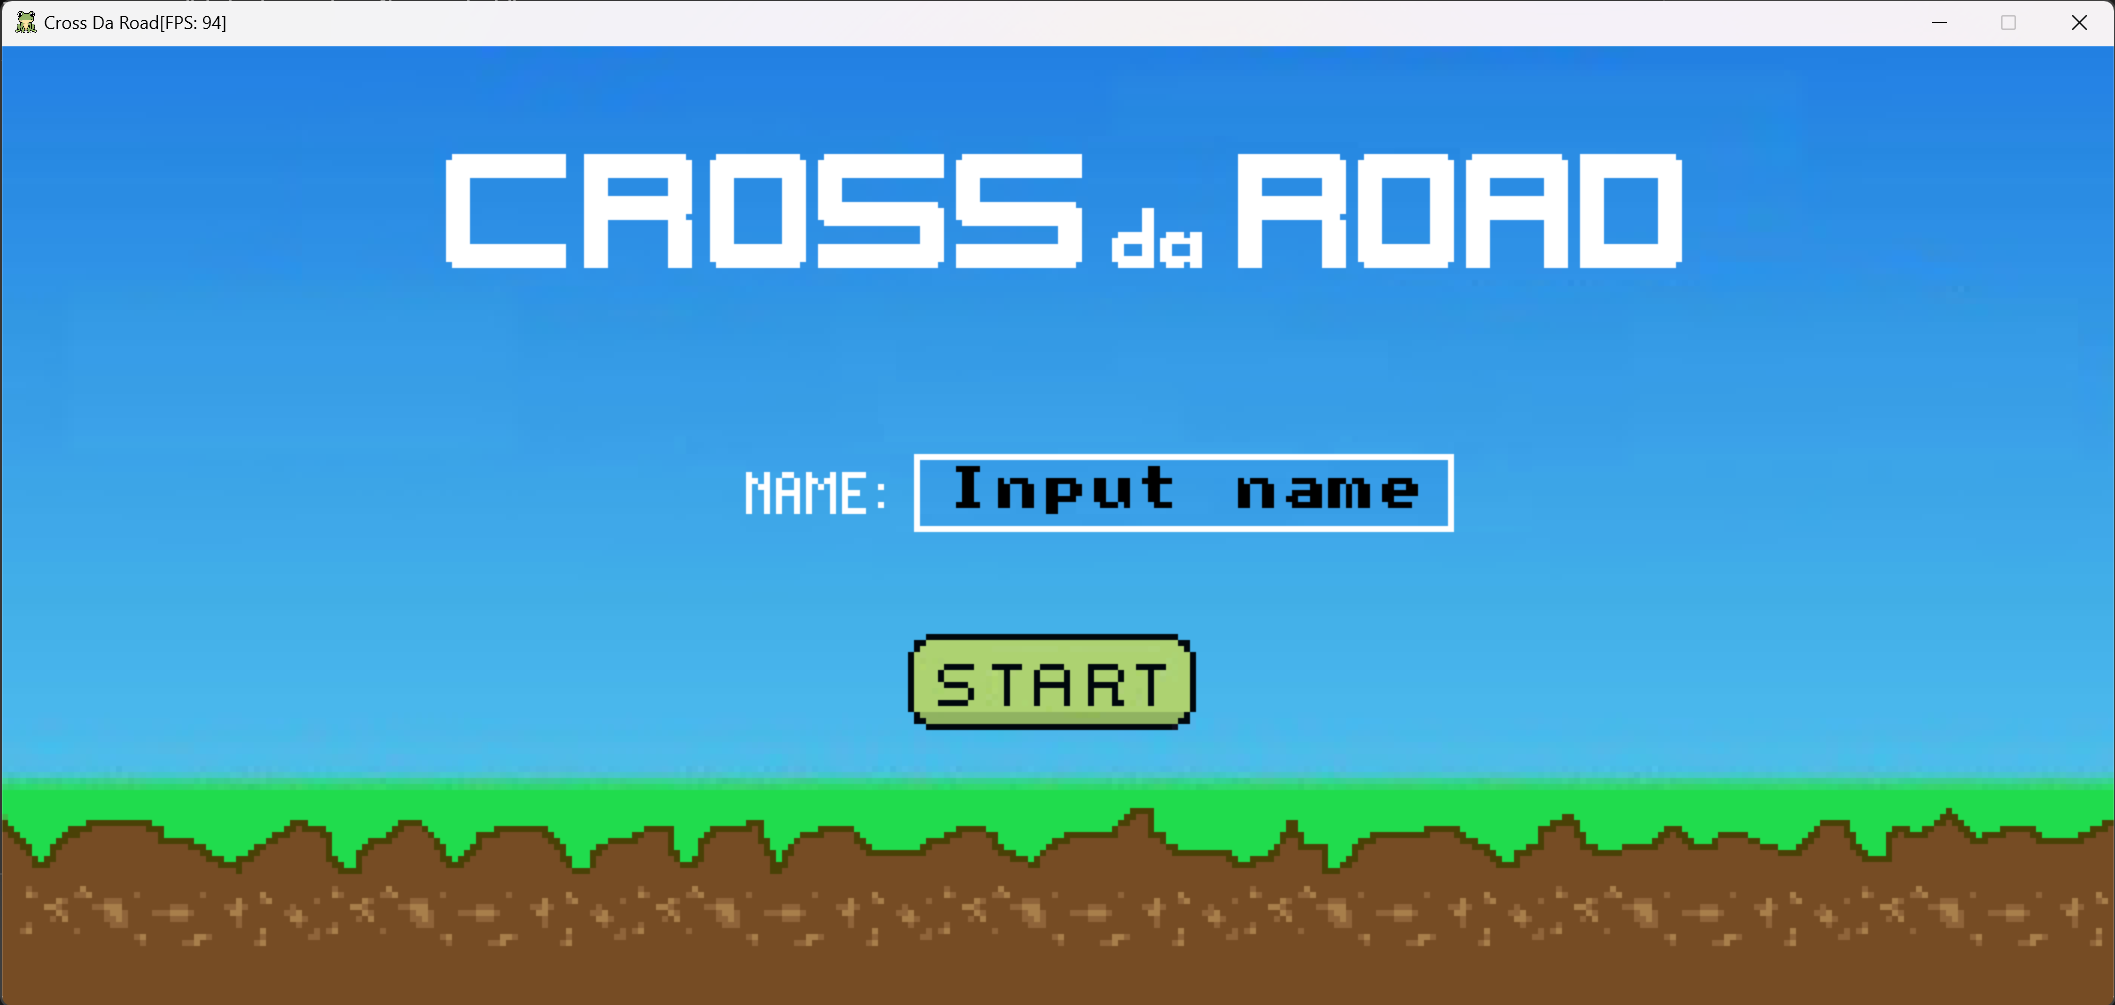 Cross Da Road[FPS: 94]
CROSS da ROAD
NAME: Input name
START